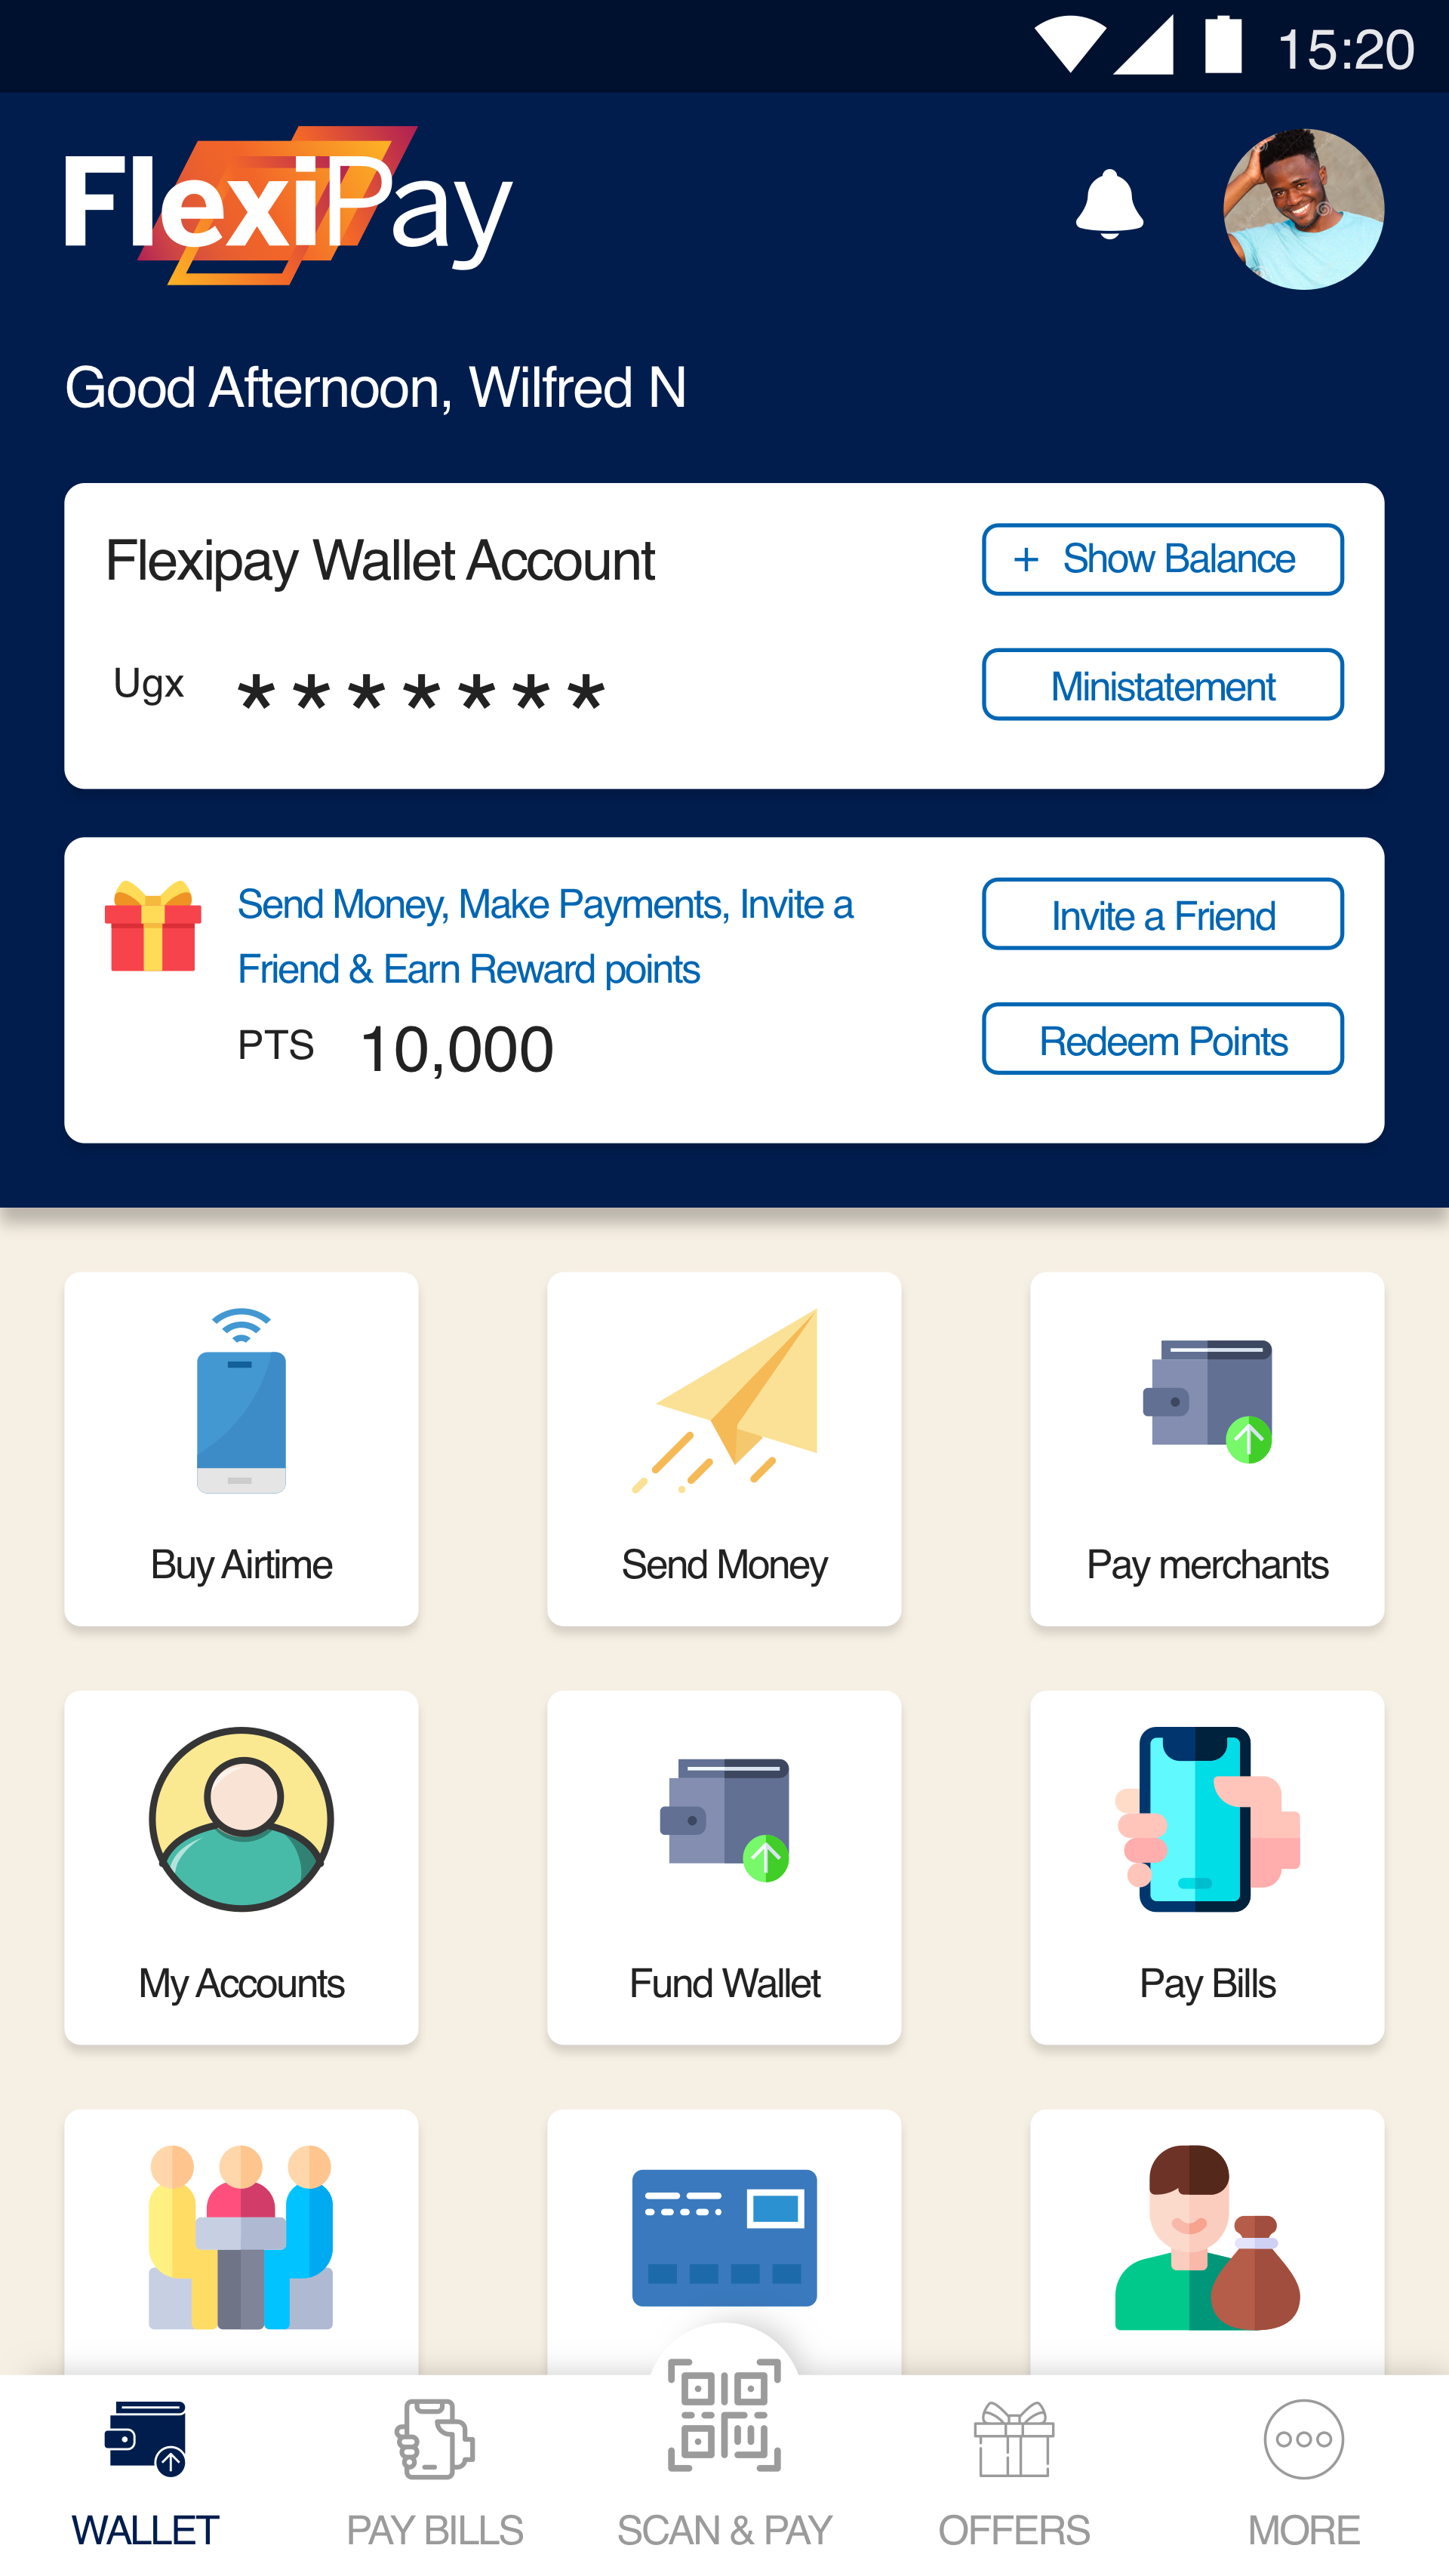 15:20
FlexiPay
Good Afternoon, Wilfred N
Flexipay Wallet Account
+ Show Balance
Ugx *******
Ministatement
Send Money, Make Payments, Invite a
Friend & Earn Reward points
Invite a Friend
PTS 10,000
Redeem Points
Buy Airtime
Send Money
Pay merchants
My Accounts
Fund Wallet
Pay Bills
WALLET
PAY BILLS
SCAN & PAY
OFFERS
MORE